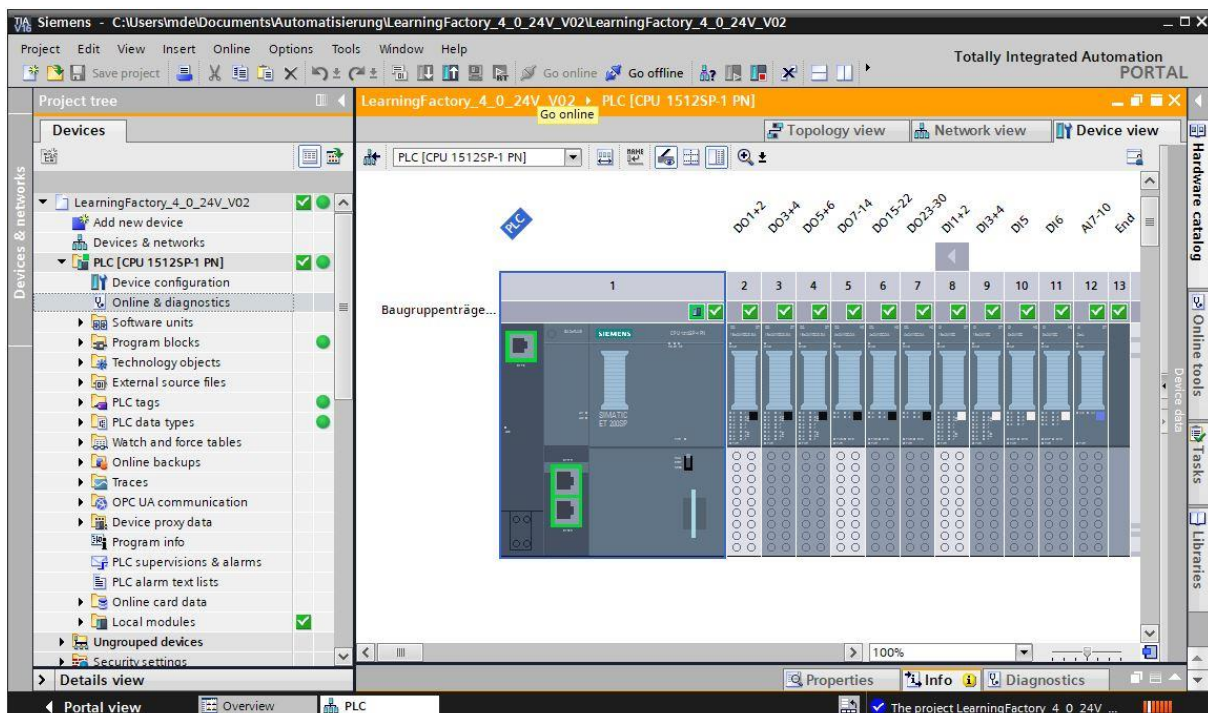 TIA V16 Siemens - C:\Users\mde\Documents\Automatisierung\LearningFactory_4_0_24V_V02\LearningFactory_4_0_24V_V02
Project Edit View Insert Online Options Tools Window Help
Save project Go online Go offline
Totally Integrated Automation
PORTAL
Project tree
LearningFactory_4_0_24V_V02 PLC [CPU 1512SP-1 PN]
Go online
Devices
Topology view Network view Device view
PLC [CPU 1512SP-1 PN]
Devices & networks
LearningFactory_4_0_24V_V02
Add new device
Devices & networks
PLC [CPU 1512SP-1 PN]
Device configuration
Online & diagnostics
Software units
Program blocks
Technology objects
External source files
PLC tags
PLC data types
Watch and force tables
Online backups
Traces
OPC UA communication
Device proxy data
Program info
PLC supervisions & alarms
PLC alarm text lists
Online card data
Local modules
Ungrouped devices
Security settings
PLC DO1+2 DO3+4 DO5+6 DO7-14 DO15-22 DO23-30 DI1+2 DI3+4 DI5 DI6 AI7-10 End
1 2 3 4 5 6 7 8 9 10 11 12 13
Baugruppenträge...
SIEMENS
SIMATIC
ET 200SP
100%
Device data
Hardware catalog
Online tools
Tasks
Libraries
Details view
Properties Info Diagnostics
Portal view Overview PLC
The project LearningFactory_4_0_24V_...